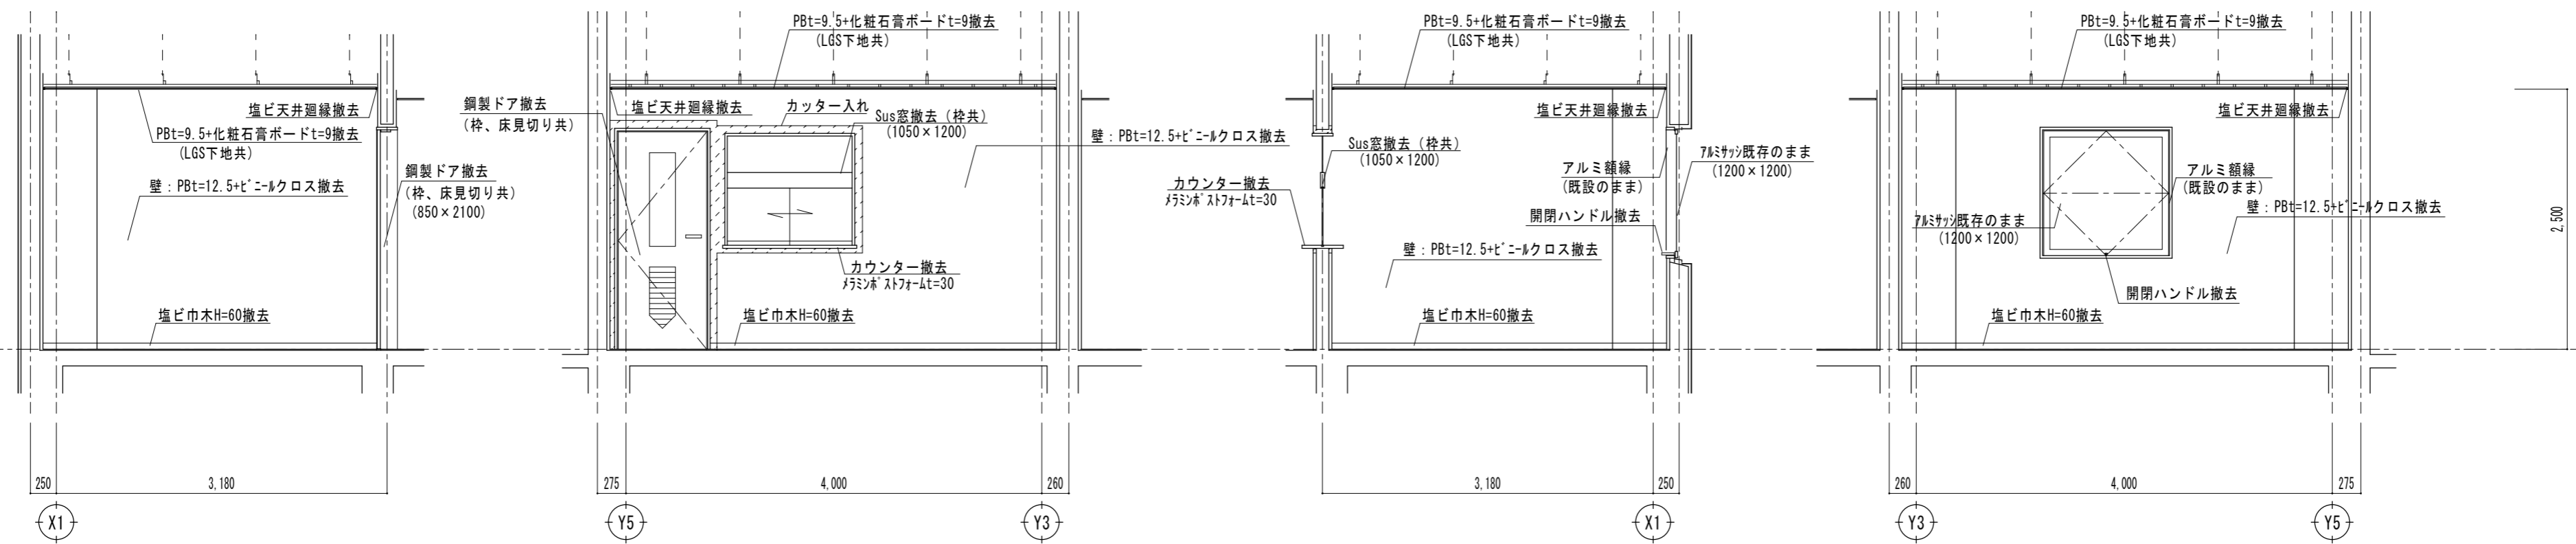 PBt=9.5+化粧石膏ボードt=9撤去
(LGS下地共)
塩ビ天井廻縁撤去
壁：PBt=12.5+ビニールクロス撤去
鋼製ドア撤去
(枠、床見切り共)
(850×2100)
塩ビ巾木H=60撤去
250
3,180
X1
PBt=9.5+化粧石膏ボードt=9撤去
(LGS下地共)
鋼製ドア撤去
(枠、床見切り共)
塩ビ天井廻縁撤去
カッター入れ
Sus窓撤去（枠共）
(1050×1200)
壁：PBt=12.5+ビニールクロス撤去
カウンター撤去
メラミンポストフォームt=30
塩ビ巾木H=60撤去
275
4,000
260
Y5
Y3
PBt=9.5+化粧石膏ボードt=9撤去
(LGS下地共)
塩ビ天井廻縁撤去
Sus窓撤去（枠共）
(1050×1200)
カウンター撤去
メラミンポストフォームt=30
アルミ額縁
(既設のまま)
アルミサッシ既存のまま
(1200×1200)
開閉ハンドル撤去
壁：PBt=12.5+ビニールクロス撤去
塩ビ巾木H=60撤去
3,180
250
X1
PBt=9.5+化粧石膏ボードt=9撤去
(LGS下地共)
塩ビ天井廻縁撤去
アルミ額縁
(既設のまま)
アルミサッシ既存のまま
(1200×1200)
壁：PBt=12.5+ビニールクロス撤去
開閉ハンドル撤去
塩ビ巾木H=60撤去
2,500
260
4,000
275
Y3
Y5